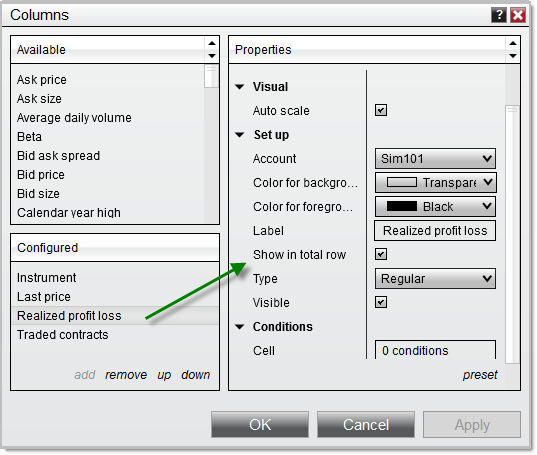 Columns
Available
Ask price
Ask size
Average daily volume
Beta
Bid ask spread
Bid price
Bid size
Calendar year high
Configured
Instrument
Last price
Realized profit loss
Traded contracts
add remove up down
Properties
Visual
Auto scale
Set up
Account Sim101
Color for backgro... Transpare
Color for foregro... Black
Label Realized profit loss
Show in total row
Type Regular
Visible
Conditions
Cell 0 conditions
preset
OK Cancel Apply